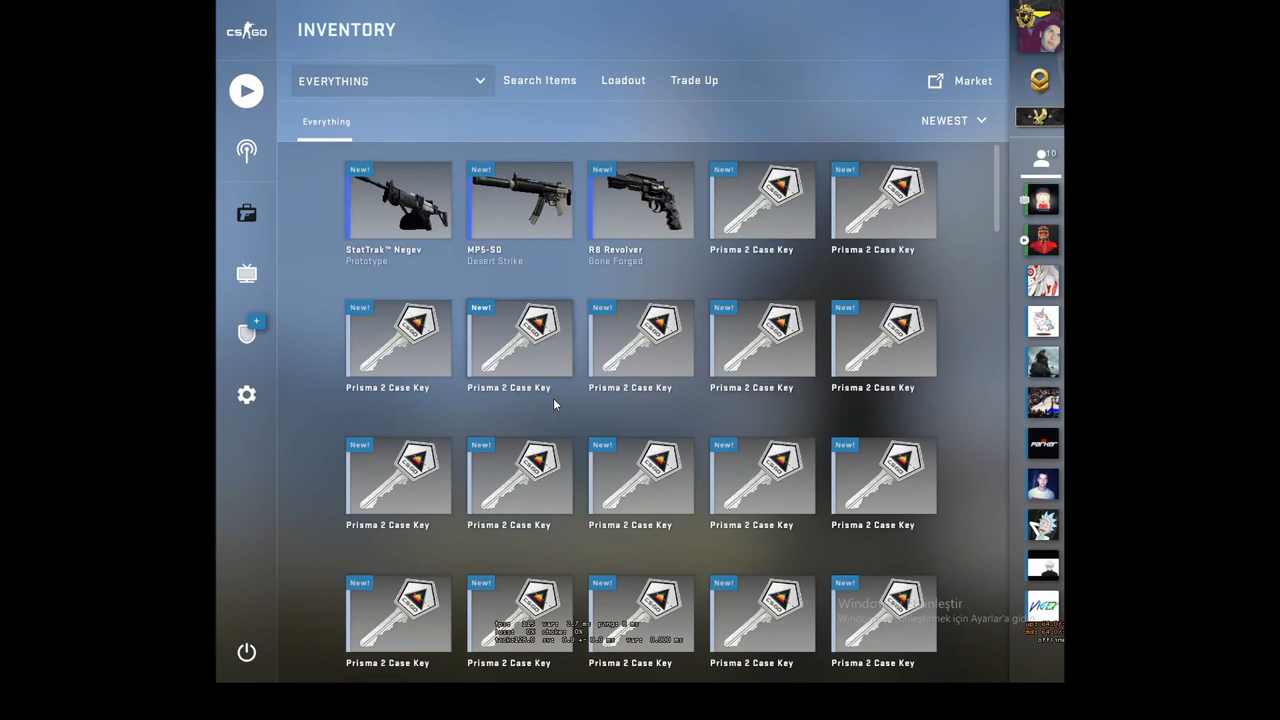 CS:GO
INVENTORY
EVERYTHING
Search Items
Loadout
Trade Up
Market
Everything
NEWEST
10
New!
New!
New!
New!
New!
StatTrak™ Negev
Prototype
MP5-SD
Desert Strike
R8 Revolver
Bone Forged
Prisma 2 Case Key
Prisma 2 Case Key
New!
New!
New!
New!
New!
+
Prisma 2 Case Key
Prisma 2 Case Key
Prisma 2 Case Key
Prisma 2 Case Key
Prisma 2 Case Key
New!
New!
New!
New!
New!
Prisma 2 Case Key
Prisma 2 Case Key
Prisma 2 Case Key
Prisma 2 Case Key
Prisma 2 Case Key
New!
New!
New!
New!
New!
offline
Prisma 2 Case Key
Prisma 2 Case Key
Prisma 2 Case Key
Prisma 2 Case Key
Prisma 2 Case Key